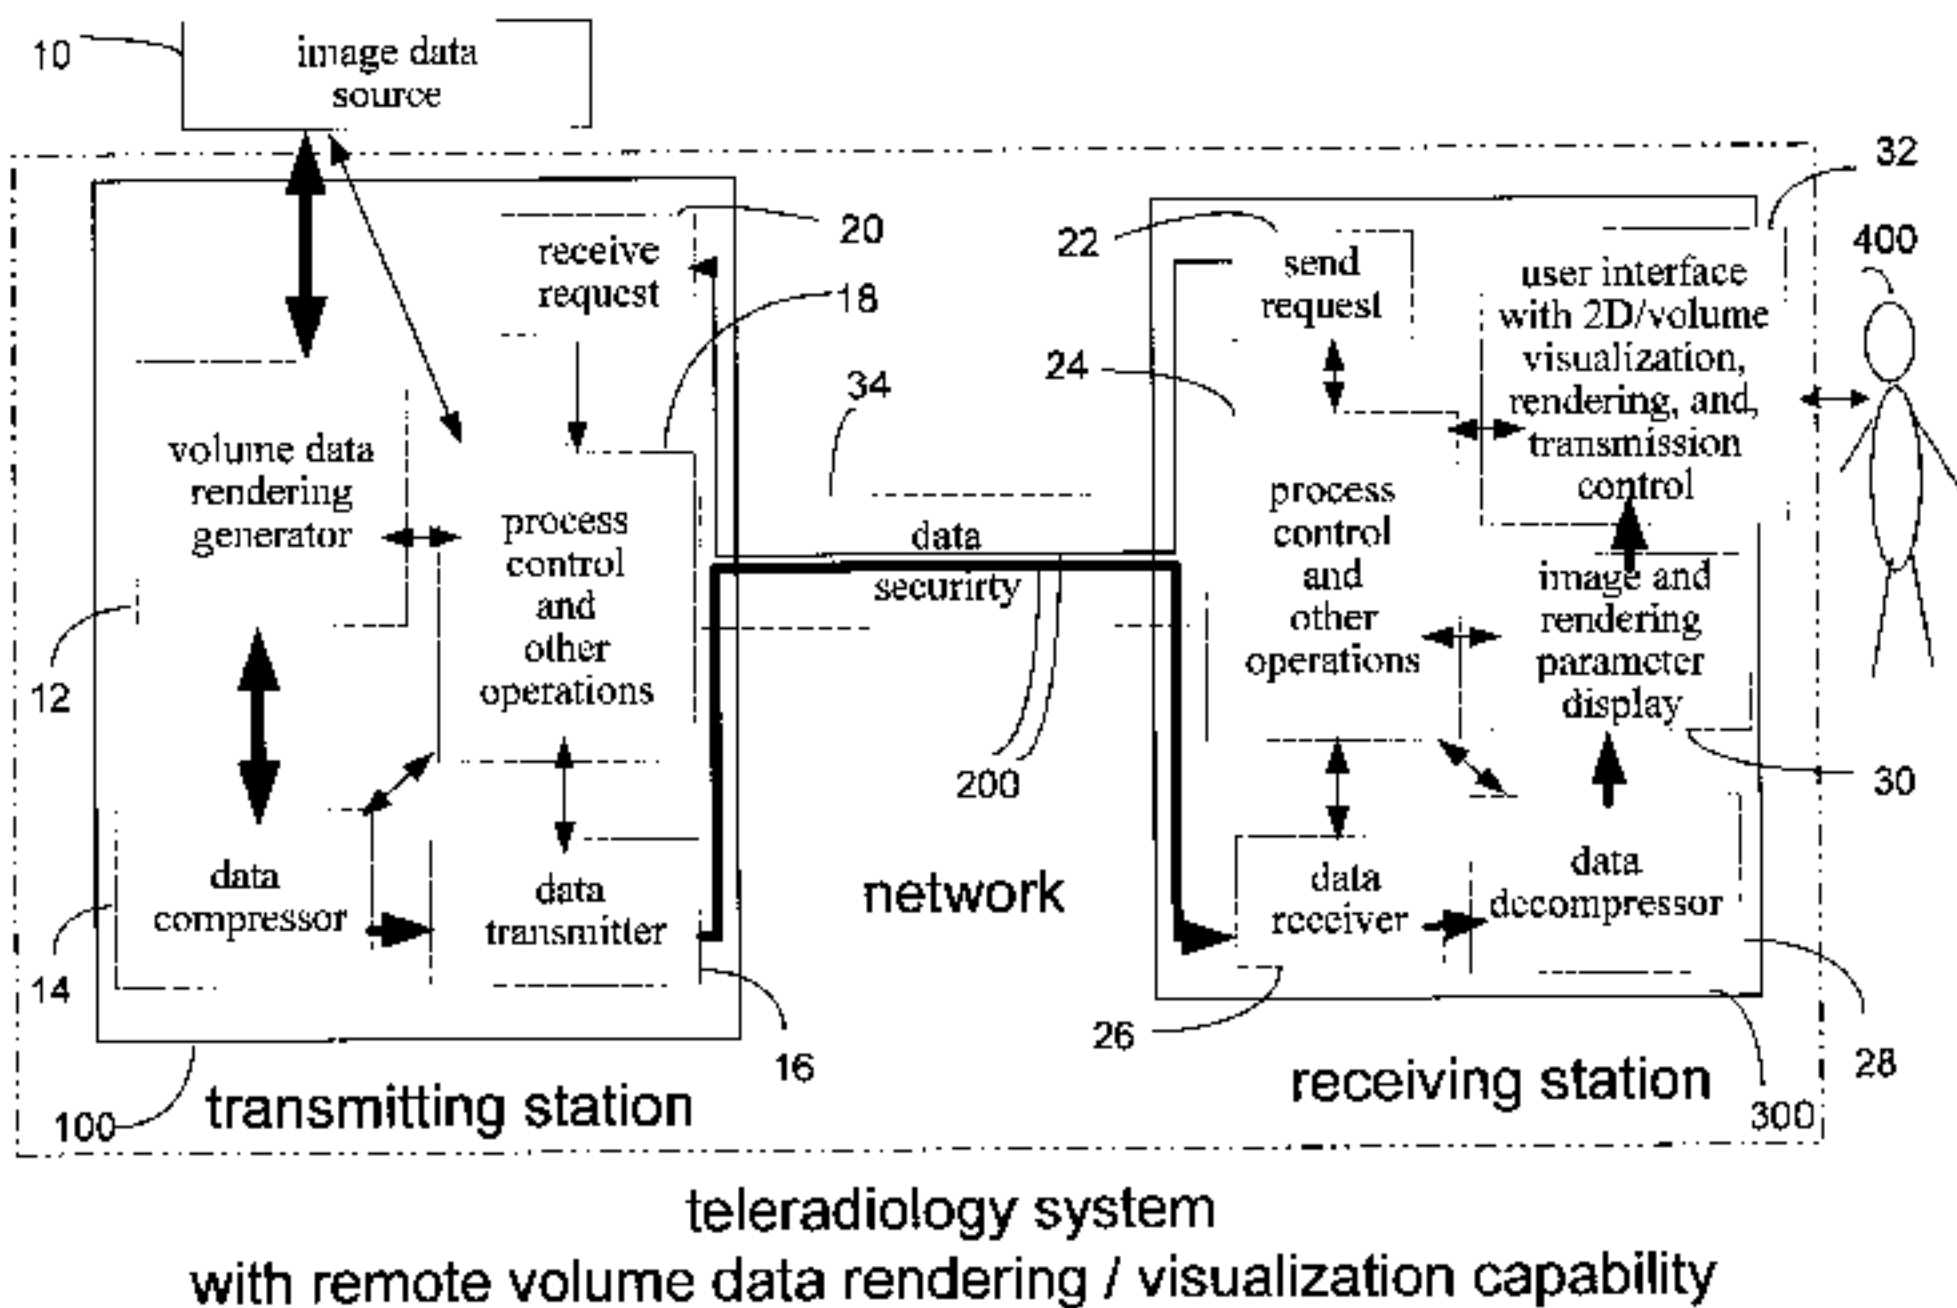 10
image data
source
32
20
22
400
receive
request
send
request
user interface
with 2D/volume
visualization,
rendering, and,
transmission
control
18
24
34
volume data
rendering
generator
process
control
and
other
operations
data
securirty
process
control
and
other
operations
image and
rendering
parameter
display
12
200
30
data
compressor
data
transmitter
network
data
receiver
data
decompressor
14
26
16
28
100
transmitting station
receiving station
300
teleradiology system
with remote volume data rendering / visualization capability